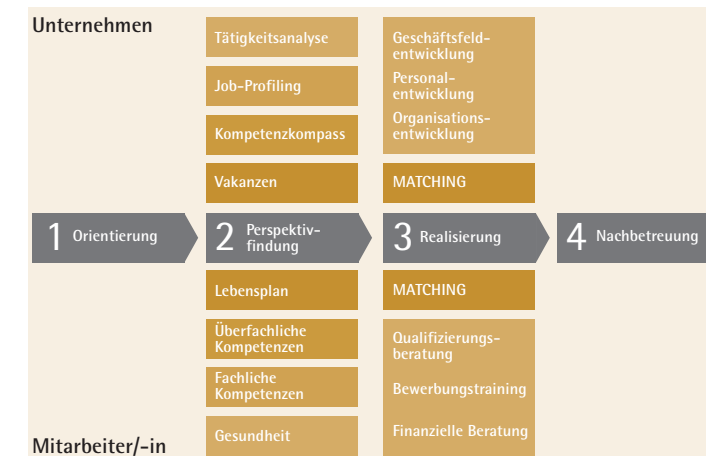 Unternehmen
Tätigkeitsanalyse
Job-Profiling
Kompetenzkompass
Vakanzen
Geschäftsfeld-
entwicklung
Personal-
entwicklung
Organisations-
entwicklung
MATCHING
1 Orientierung
2 Perspektiv-
findung
3 Realisierung
4 Nachbetreuung
Lebensplan
Überfachliche
Kompetenzen
Fachliche
Kompetenzen
Gesundheit
MATCHING
Qualifizierungs-
beratung
Bewerbungstraining
Finanzielle Beratung
Mitarbeiter/-in